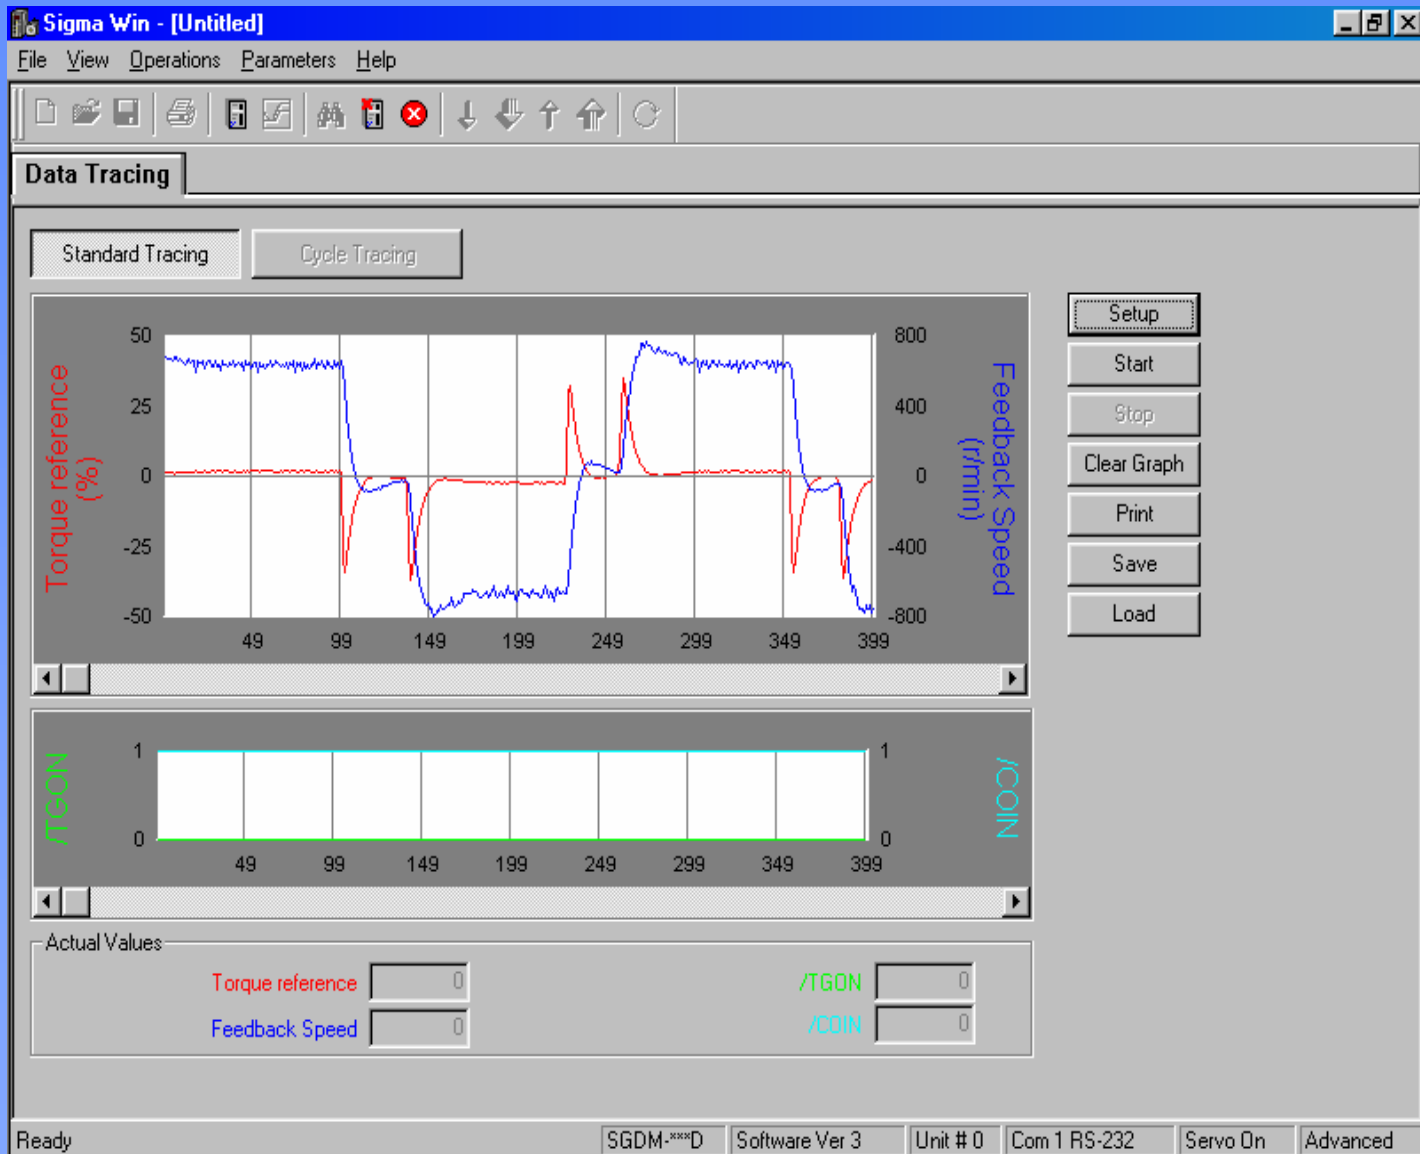 Sigma Win - [Untitled]
File View Operations Parameters Help
Data Tracing
Standard Tracing Cycle Tracing
Torque reference
(%)
50
25
0
-25
-50
800
400
0
-400
-800
Feedback Speed
(r/min)
49 99 149 199 249 299 349 399
Setup
Start
Stop
Clear Graph
Print
Save
Load
/TGON
1
0
1
0
/COIN
49 99 149 199 249 299 349 399
Actual Values
Torque reference 0 /TGON 0
Feedback Speed 0 /COIN 0
Ready SGDM-***D Software Ver 3 Unit # 0 Com 1 RS-232 Servo On Advanced